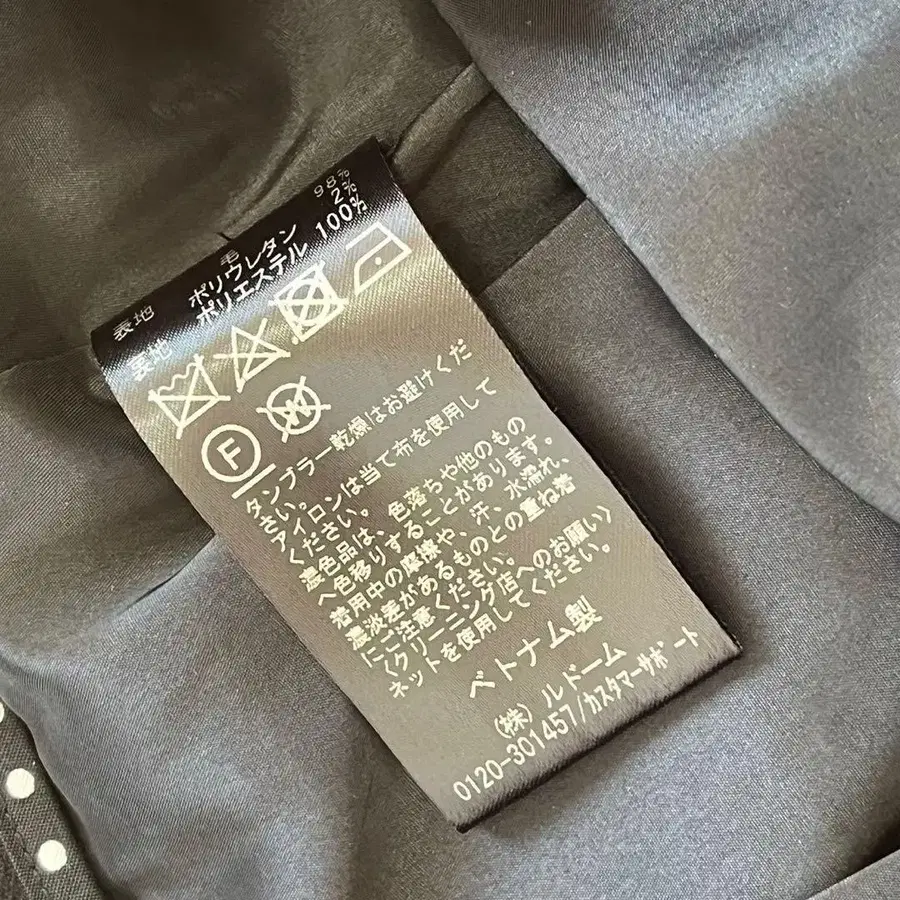 表地 毛 98%
ポリウレタン 2%
裏地 ポリエステル 100%
F W
タンブラー乾燥はお避けくだ
さい。
アイロンは当て布を使用して
ください。
濃色品は、色落ちや他のもの
へ色移りすることがあります。
着用中の摩擦や、汗、水濡れ、
濃淡差があるものとの重ね着
にご注意ください。
〈クリーニング店へのお願い〉
ネットを使用してください。
ベトナム製
(株)ルドーム
0120-301457/カスタマーサポート